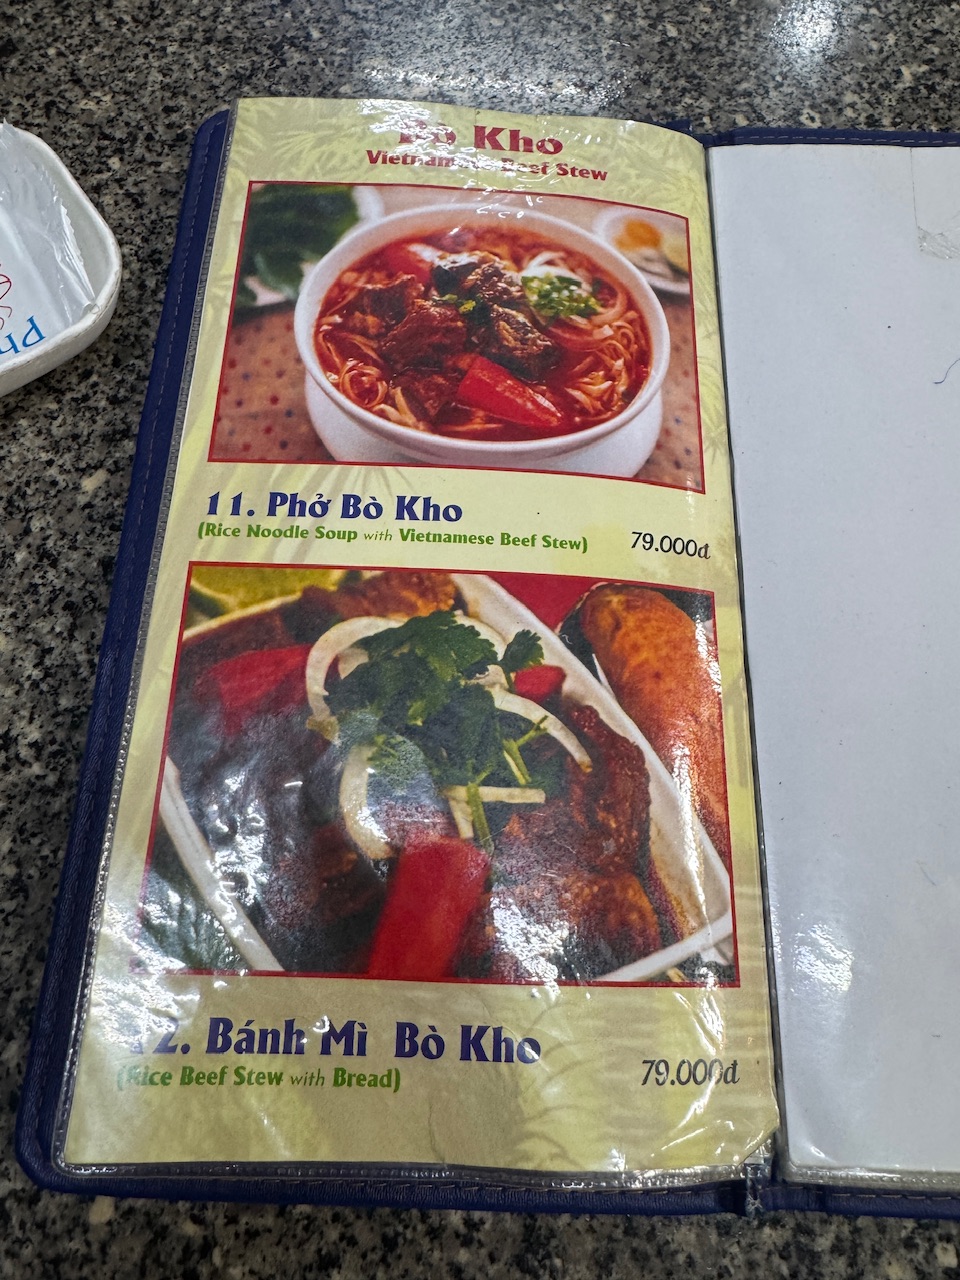 Bò Kho
Vietnamese Beef Stew
11. Phở Bò Kho
(Rice Noodle Soup with Vietnamese Beef Stew)
79.000đ
12. Bánh Mì Bò Kho
(Rice Beef Stew with Bread)
79.000đ
Ph